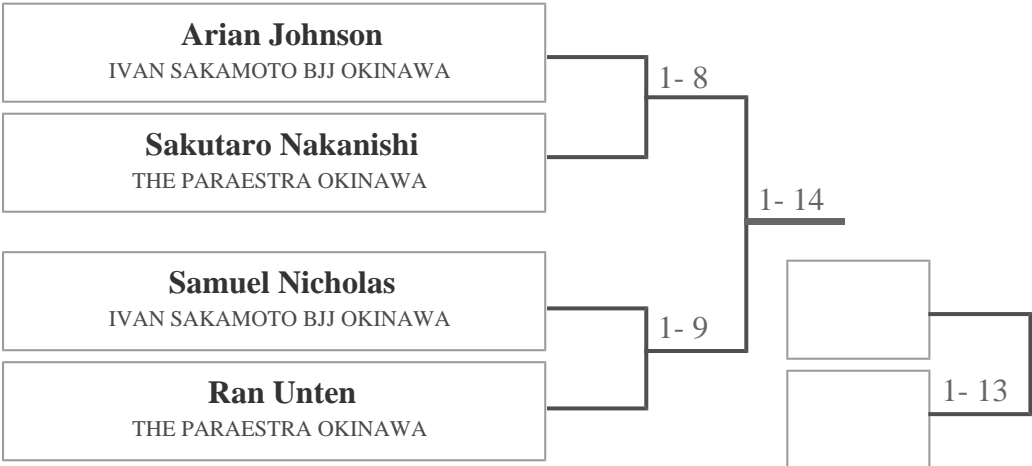 Arian Johnson
IVAN SAKAMOTO BJJ OKINAWA
1- 8
Sakutaro Nakanishi
THE PARAESTRA OKINAWA
1- 14
Samuel Nicholas
IVAN SAKAMOTO BJJ OKINAWA
1- 9
Ran Unten
THE PARAESTRA OKINAWA
1- 13